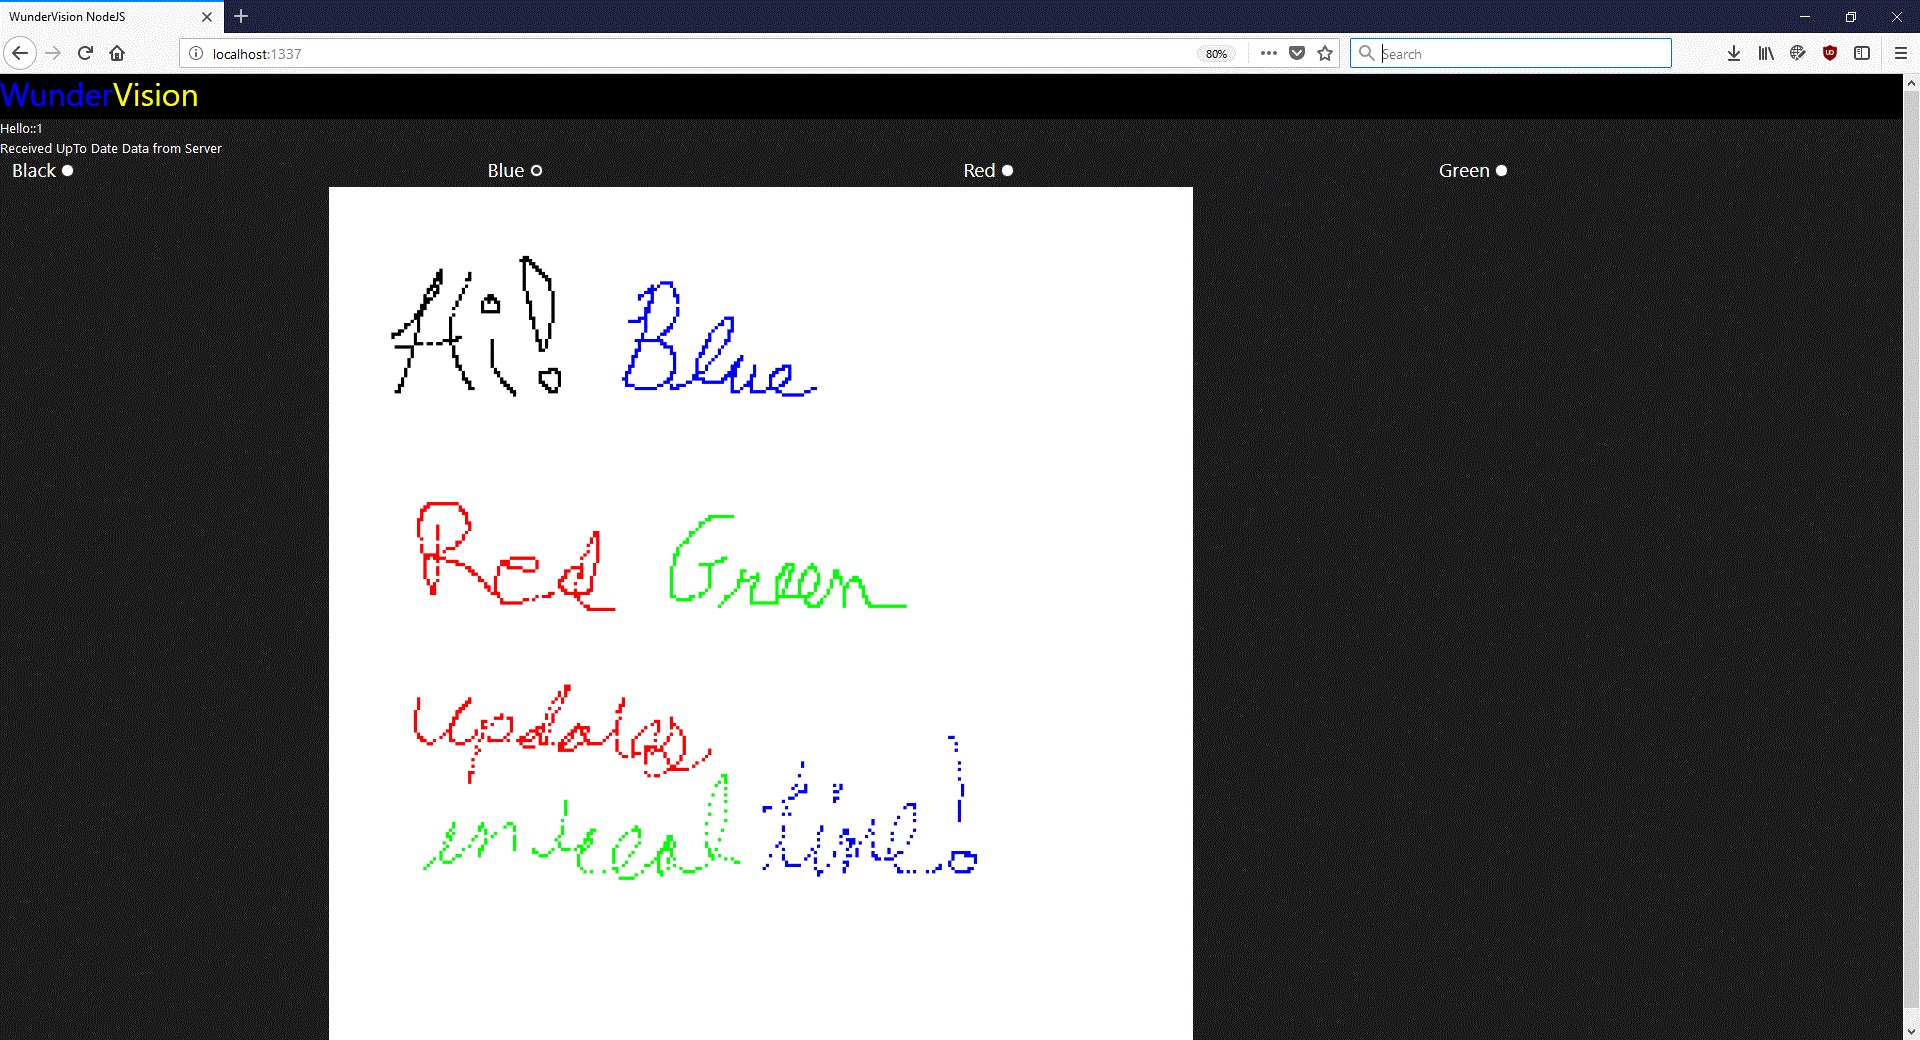 WunderVision NodeJS
localhost:1337 80% Search
WunderVision
Hello::1
Received UpTo Date Data from Server
Black Blue Red Green
Hi! Blue
Red Green
Updates
in real time!